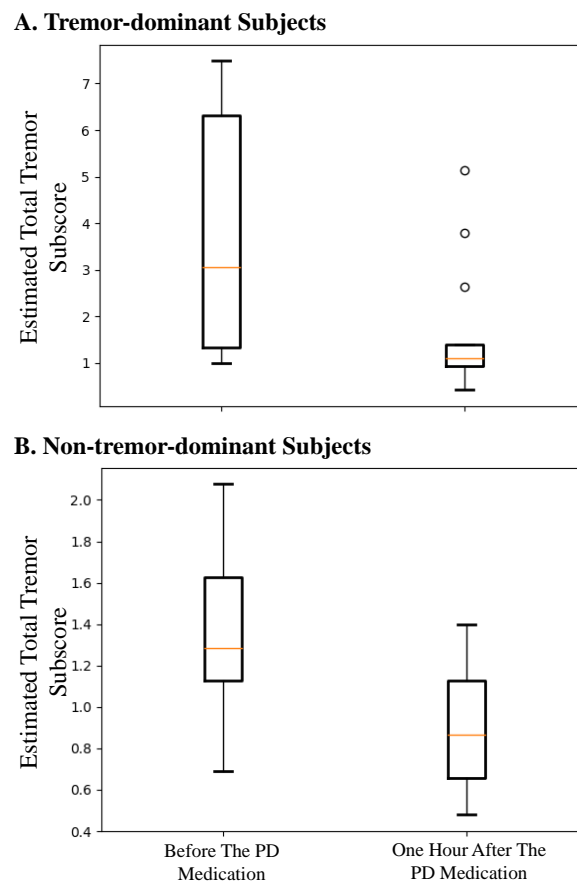 A. Tremor-dominant Subjects
7
6
5
4
3
2
1
Estimated Total Tremor
Subscore
B. Non-tremor-dominant Subjects
2.0
1.8
1.6
1.4
1.2
1.0
0.8
0.6
0.4
Estimated Total Tremor
Subscore
Before The PD
Medication
One Hour After The
PD Medication